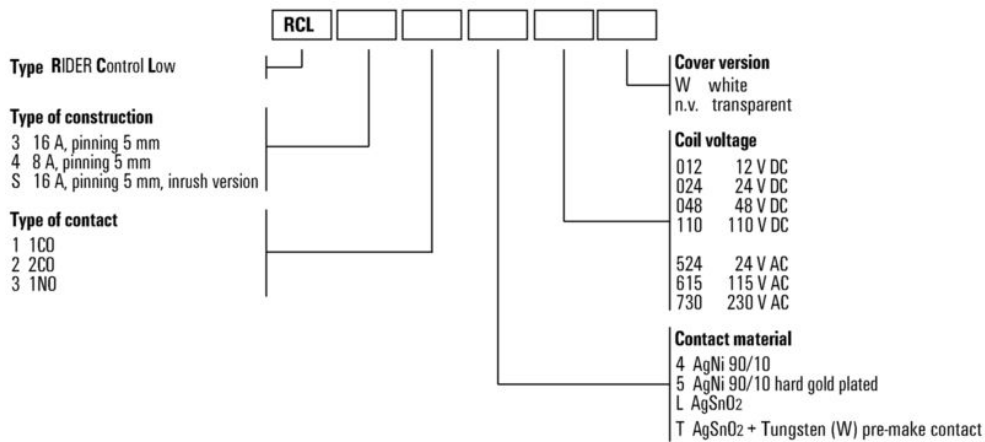 RCL
Type RIDER Control Low
Type of construction
3 16 A, pinning 5 mm
4 8 A, pinning 5 mm
S 16 A, pinning 5 mm, inrush version
Type of contact
1 1CO
2 2CO
3 1NO
Cover version
W white
n.v. transparent
Coil voltage
012 12 V DC
024 24 V DC
048 48 V DC
110 110 V DC
524 24 V AC
615 115 V AC
730 230 V AC
Contact material
4 AgNi 90/10
5 AgNi 90/10 hard gold plated
L AgSnO2
T AgSnO2 + Tungsten (W) pre-make contact